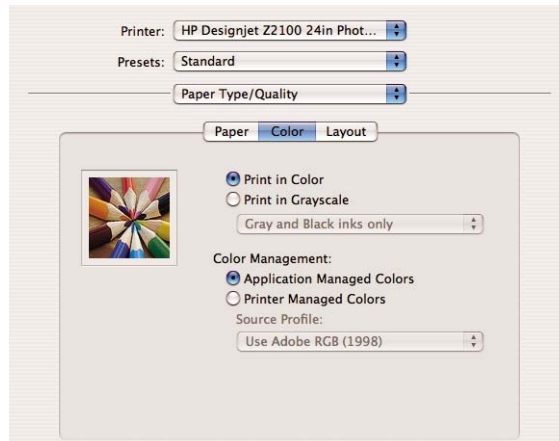 Printer: HP Designjet Z2100 24in Phot...
Presets: Standard
Paper Type/Quality
Paper Color Layout
Print in Color
Print in Grayscale
Gray and Black inks only
Color Management:
Application Managed Colors
Printer Managed Colors
Source Profile:
Use Adobe RGB (1998)